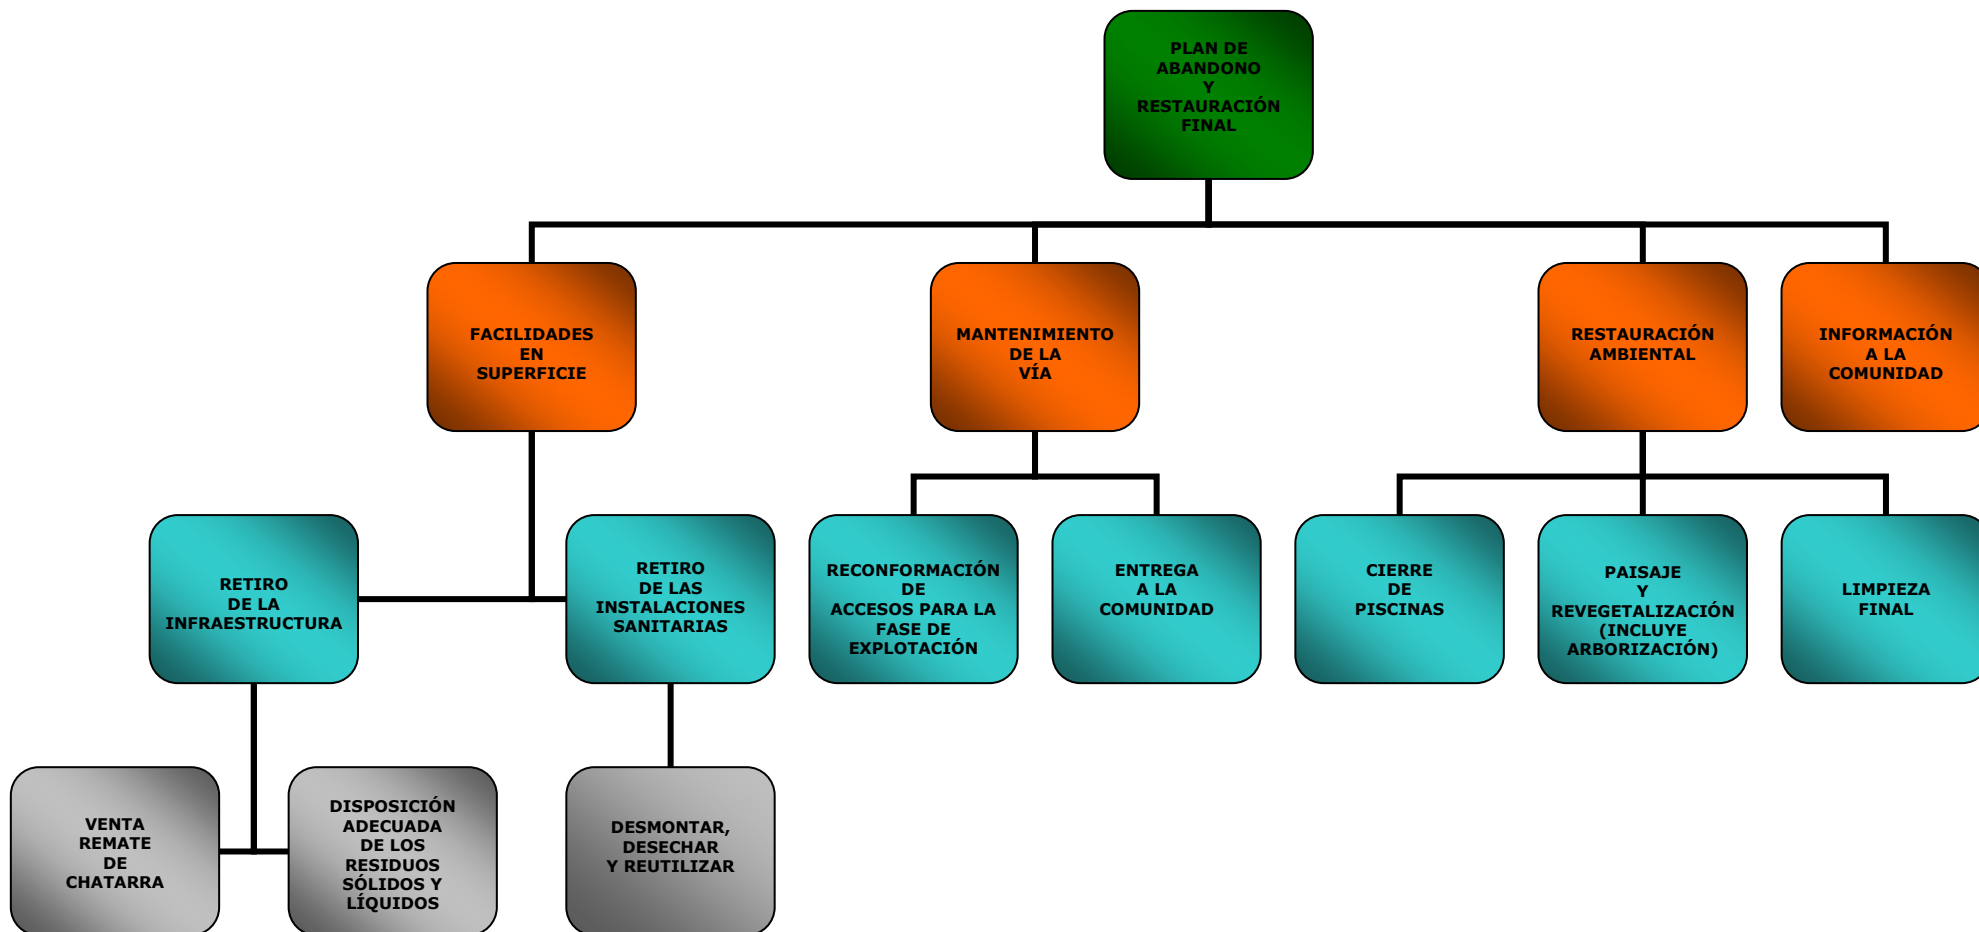 PLAN DE
ABANDONO
Y
RESTAURACIÓN
FINAL
FACILIDADES
EN
SUPERFICIE
MANTENIMIENTO
DE LA
VÍA
RESTAURACIÓN
AMBIENTAL
INFORMACIÓN
A LA
COMUNIDAD
RETIRO
DE LA
INFRAESTRUCTURA
RETIRO
DE LAS
INSTALACIONES
SANITARIAS
RECONFORMACIÓN
DE
ACCESOS PARA LA
FASE DE
EXPLOTACIÓN
ENTREGA
A LA
COMUNIDAD
CIERRE
DE
PISCINAS
PAISAJE
Y
REVEGETALIZACIÓN
(INCLUYE
ARBORIZACIÓN)
LIMPIEZA
FINAL
VENTA
REMATE
DE
CHATARRA
DISPOSICIÓN
ADECUADA
DE LOS
RESIDUOS
SÓLIDOS Y
LÍQUIDOS
DESMONTAR,
DESECHAR
Y REUTILIZAR